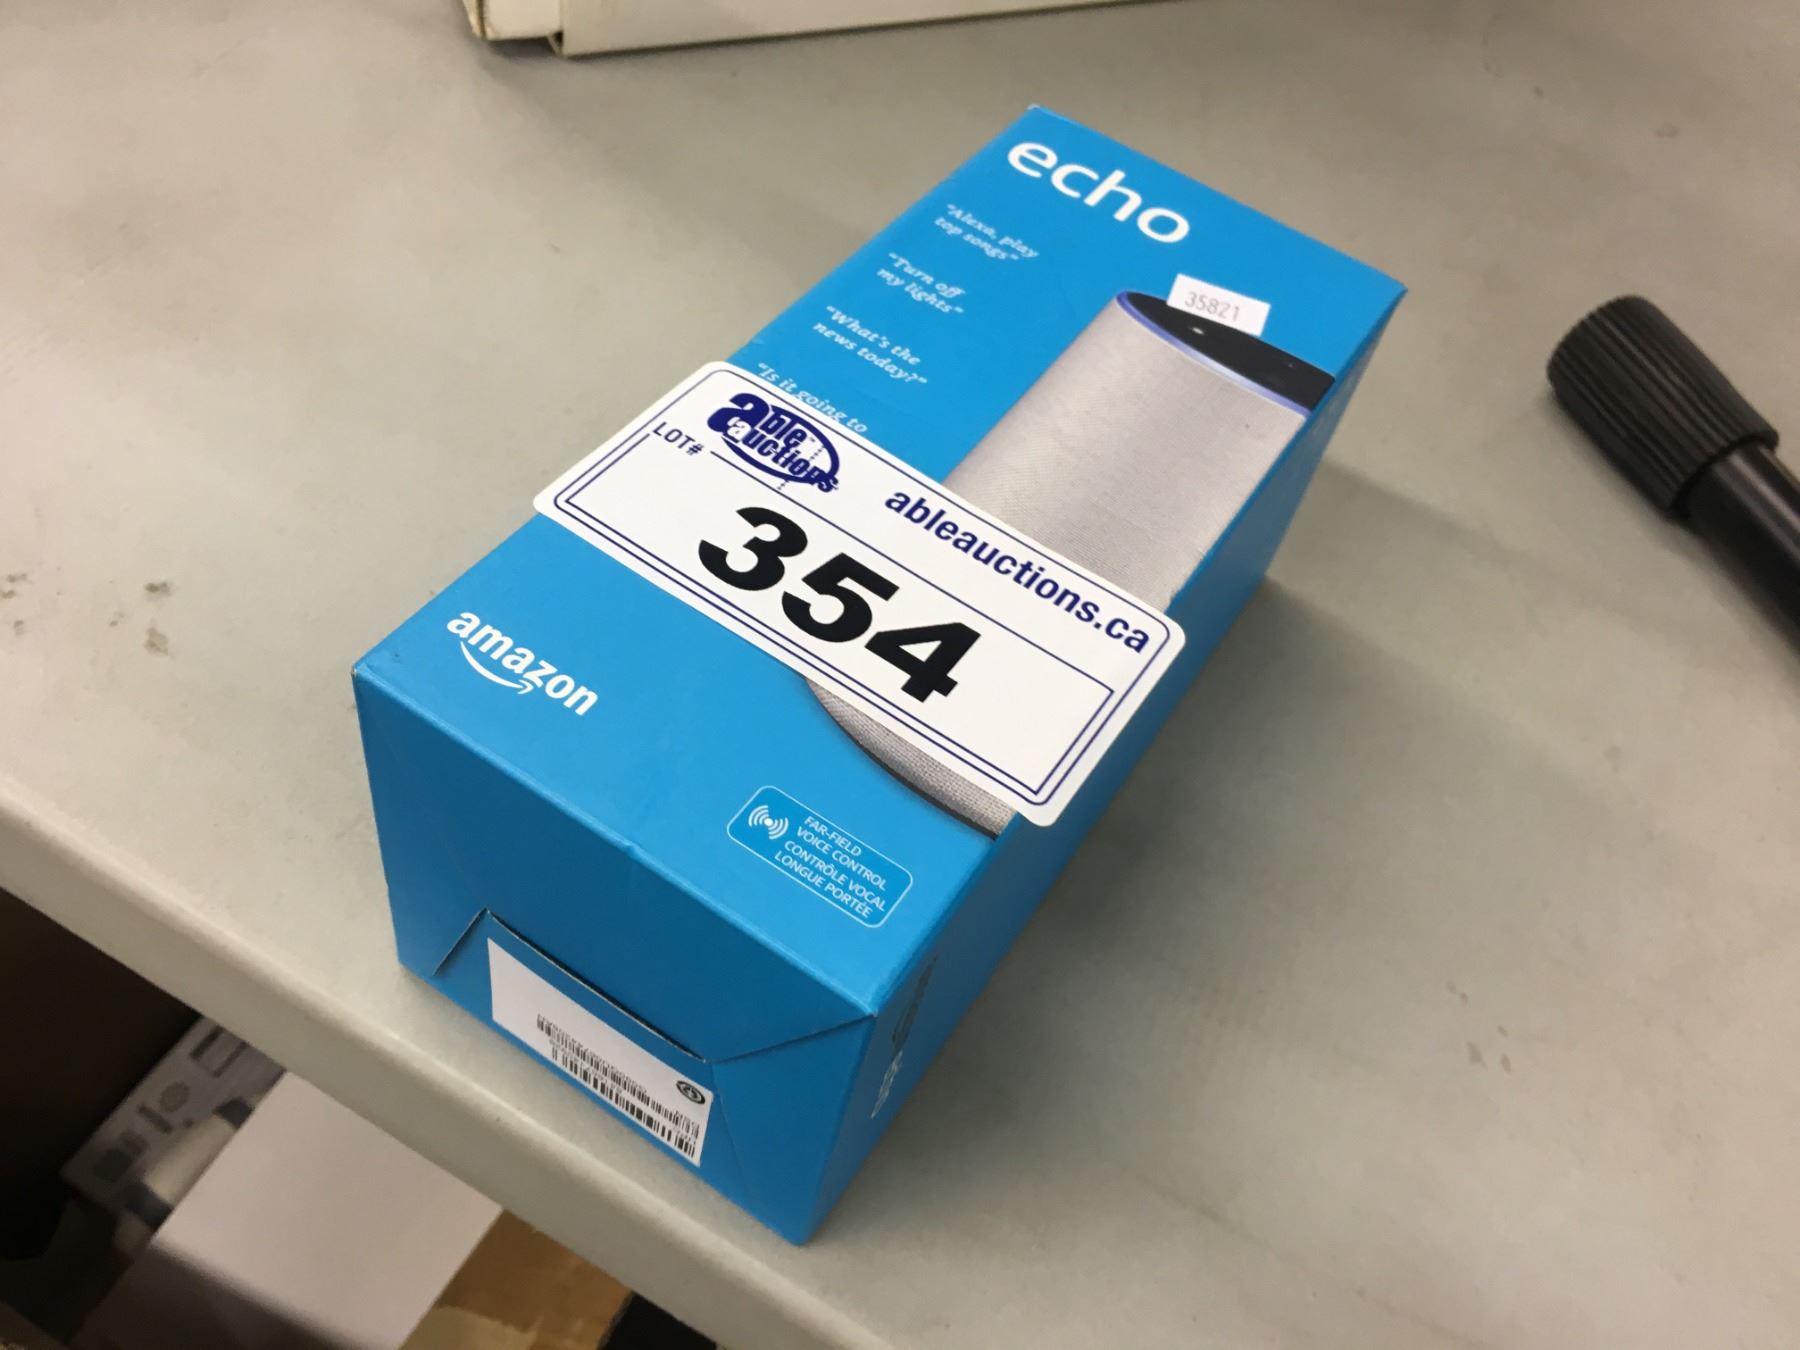 echo
"Alexa, play
top songs"
"Turn off
my lights"
"What's the
news today?"
"Is it going to
35821
LOT#
able
auctions
ableauctions.ca
354
amazon
FAR-FIELD
VOICE CONTROL
CONTRÔLE VOCAL
LONGUE PORTÉE